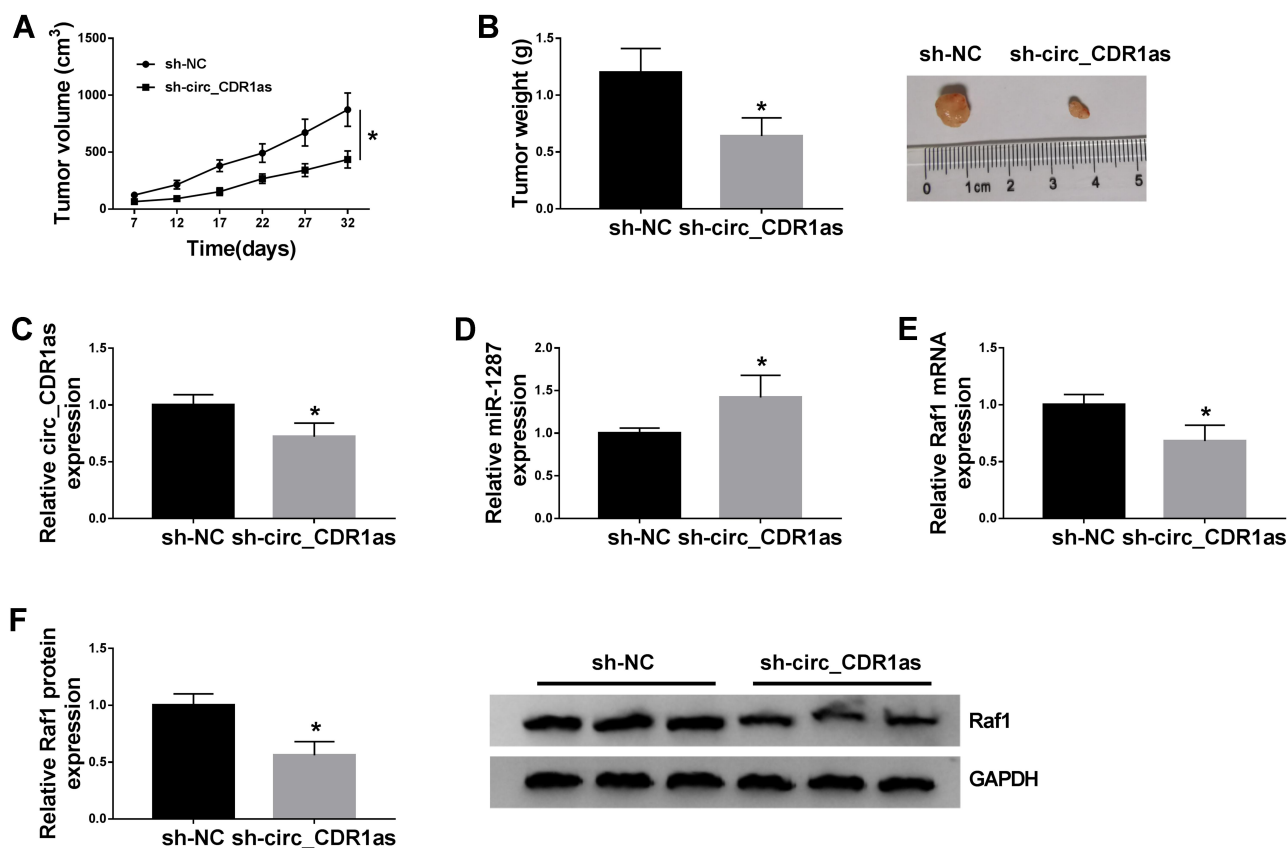 A
Tumor volume (cm3)
1500
1000
500
0
sh-NC
sh-circ_CDR1as
*
7 12 17 22 27 32
Time(days)
B
Tumor weight (g)
1.5
1.0
0.5
0.0
*
sh-NC sh-circ_CDR1as
sh-NC sh-circ_CDR1as
0 1cm 2 3 4 5
C
Relative circ_CDR1as
expression
1.5
1.0
0.5
0.0
*
sh-NC sh-circ_CDR1as
D
Relative miR-1287
expression
2.0
1.5
1.0
0.5
0.0
*
sh-NC sh-circ_CDR1as
E
Relative Raf1 mRNA
expression
1.5
1.0
0.5
0.0
*
sh-NC sh-circ_CDR1as
F
Relative Raf1 protein
expression
1.5
1.0
0.5
0.0
*
sh-NC sh-circ_CDR1as
sh-NC sh-circ_CDR1as
Raf1
GAPDH